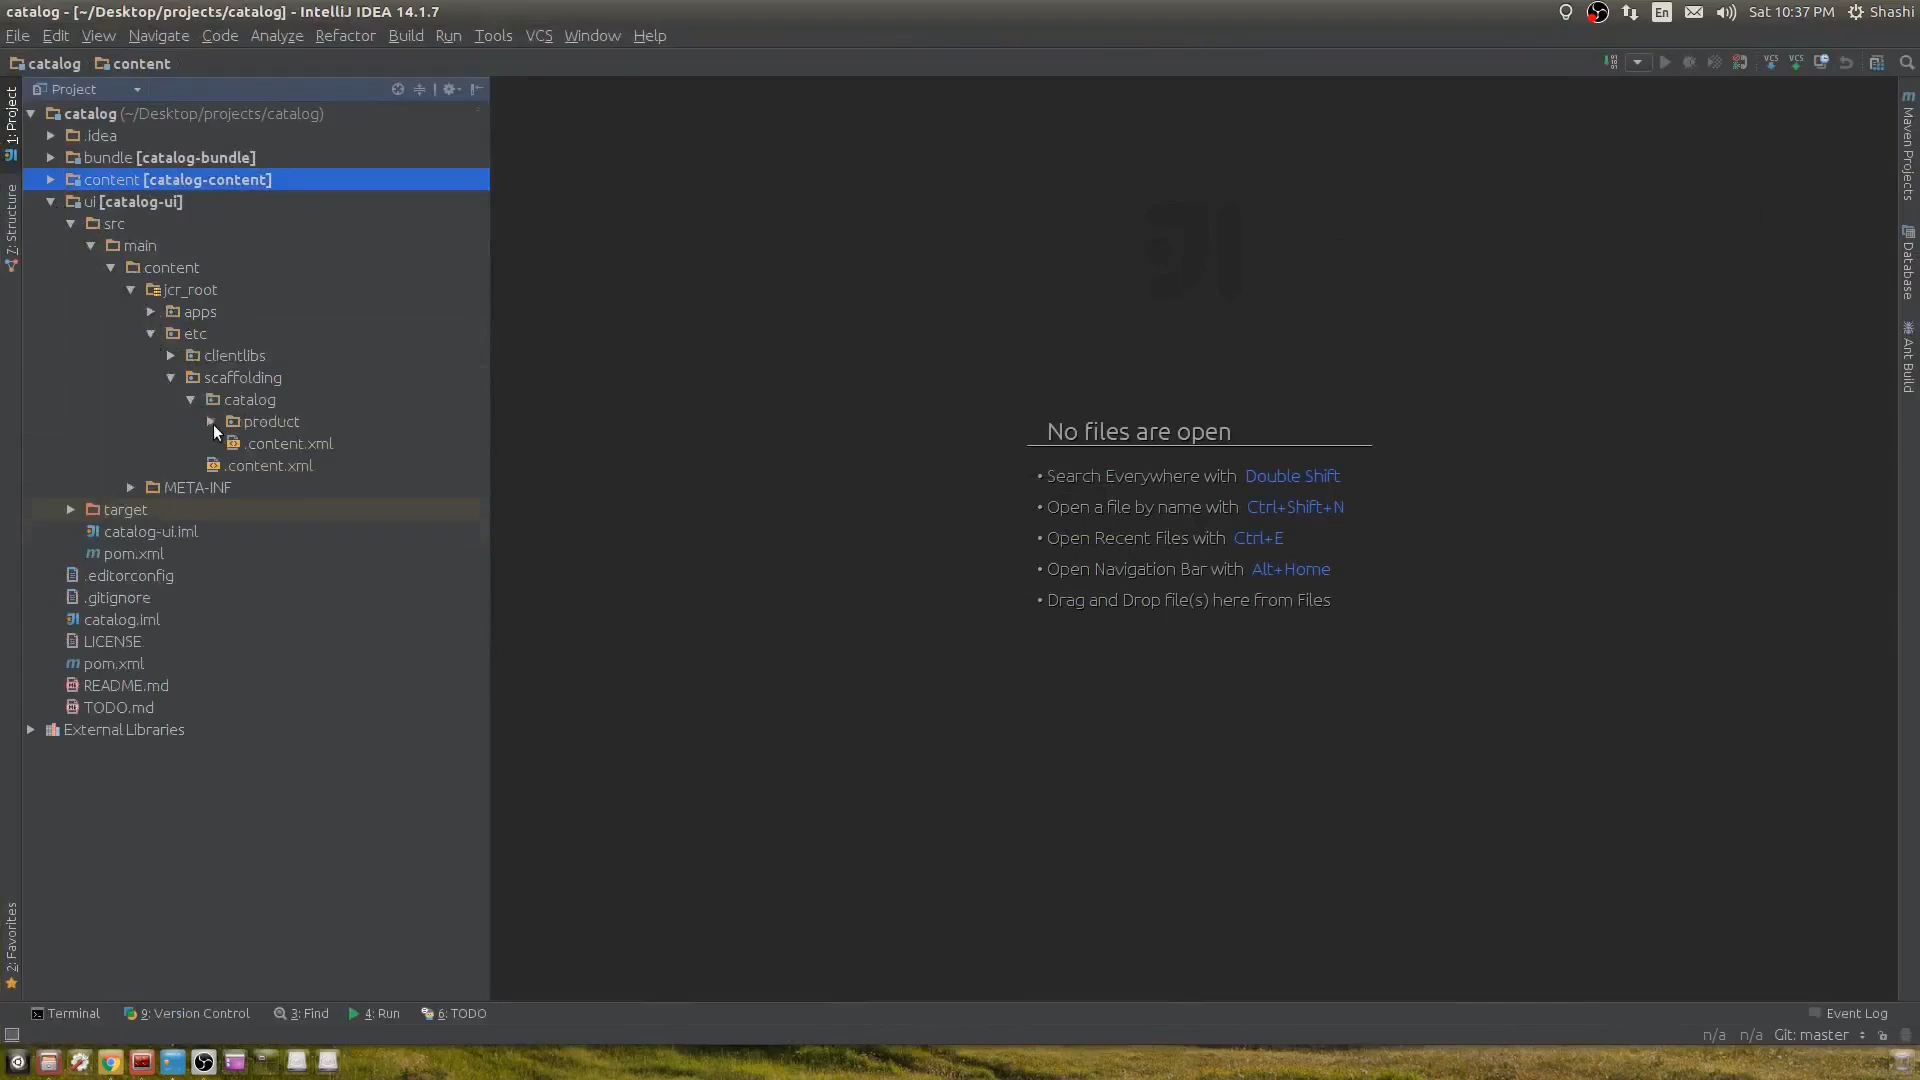 catalog - [~/Desktop/projects/catalog] - IntelliJ IDEA 14.1.7
En
Sat 10:37 PM
Shashi
File Edit View Navigate Code Analyze Refactor Build Run Tools VCS Window Help
catalog content
VCS VCS
Project
catalog (~/Desktop/projects/catalog)
.idea
bundle [catalog-bundle]
content [catalog-content]
ui [catalog-ui]
src
main
content
jcr_root
apps
etc
clientlibs
scaffolding
catalog
product
.content.xml
.content.xml
META-INF
target
catalog-ui.iml
pom.xml
.editorconfig
.gitignore
catalog.iml
LICENSE
pom.xml
README.md
TODO.md
External Libraries
1: Project
7: Structure
2: Favorites
No files are open
• Search Everywhere with Double Shift
• Open a file by name with Ctrl+Shift+N
• Open Recent Files with Ctrl+E
• Open Navigation Bar with Alt+Home
• Drag and Drop file(s) here from Files
Maven Projects
Database
Ant Build
Terminal 9: Version Control 3: Find 4: Run 6: TODO
Event Log
n/a n/a Git: master